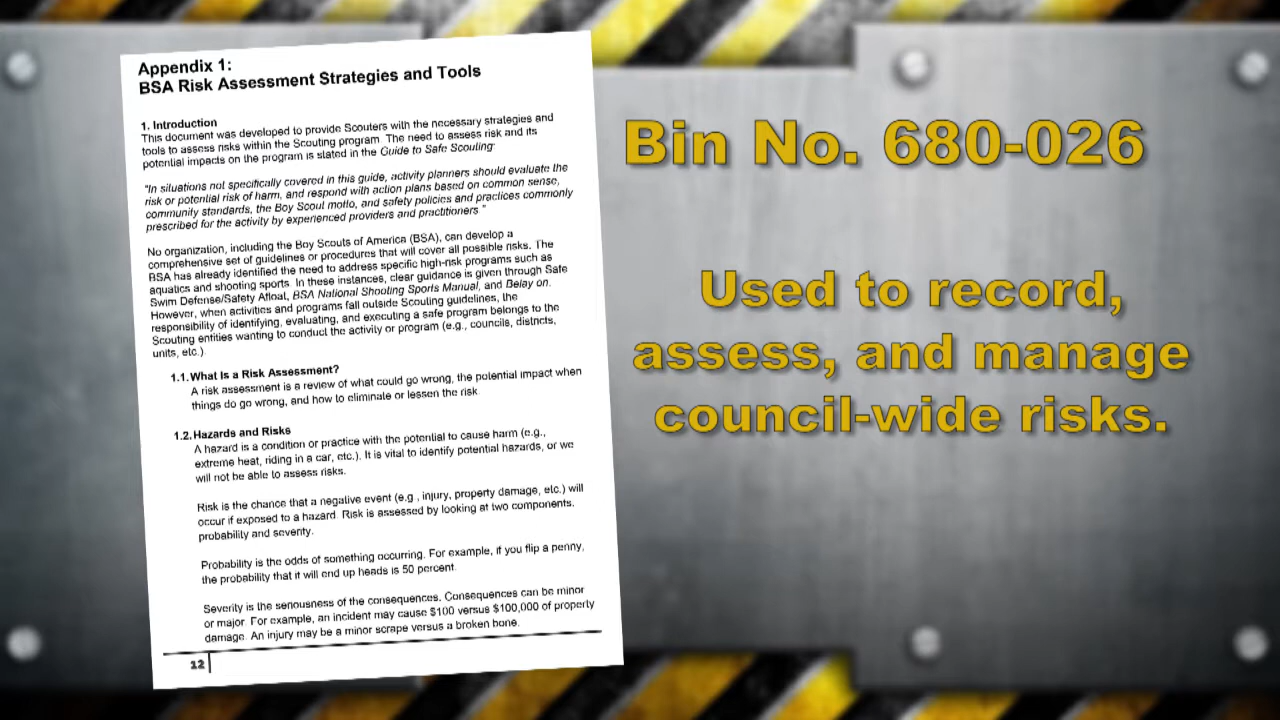 Appendix 1:
BSA Risk Assessment Strategies and Tools
1. Introduction
This document was developed to provide Scouters with the necessary strategies and
tools to assess risks within the Scouting program. The need to assess risk and its
potential impacts on the program is stated in the Guide to Safe Scouting:
"In situations not specifically covered in this guide, activity planners should evaluate the
risk or potential risk of harm, and respond with action plans based on common sense,
community standards, the Boy Scout motto, and safety policies and practices commonly
prescribed for the activity by experienced providers and practitioners."
No organization, including the Boy Scouts of America (BSA), can develop a
comprehensive set of guidelines or procedures that will cover all possible risks. The
BSA has already identified the need to address specific high-risk programs such as
aquatics and shooting sports. In these instances, clear guidance is given through Safe
Swim Defense/Safety Afloat, BSA National Shooting Sports Manual, and Belay on.
However, when activities and programs fall outside Scouting guidelines, the
responsibility of identifying, evaluating, and executing a safe program belongs to the
Scouting entities wanting to conduct the activity or program (e.g., councils, districts,
units, etc.).
1.1. What Is a Risk Assessment?
A risk assessment is a review of what could go wrong, the potential impact when
things do go wrong, and how to eliminate or lessen the risk.
1.2. Hazards and Risks
A hazard is a condition or practice with the potential to cause harm (e.g.,
extreme heat, riding in a car, etc.). It is vital to identify potential hazards, or we
will not be able to assess risks.
Risk is the chance that a negative event (e.g., injury, property damage, etc.) will
occur if exposed to a hazard. Risk is assessed by looking at two components:
probability and severity.
Probability is the odds of something occurring. For example, if you flip a penny,
the probability that it will end up heads is 50 percent.
Severity is the seriousness of the consequences. Consequences can be minor
or major. For example, an incident may cause $100 versus $100,000 of property
damage. An injury may be a minor scrape versus a broken bone.
12
Bin No. 680-026
Used to record,
assess, and manage
council-wide risks.